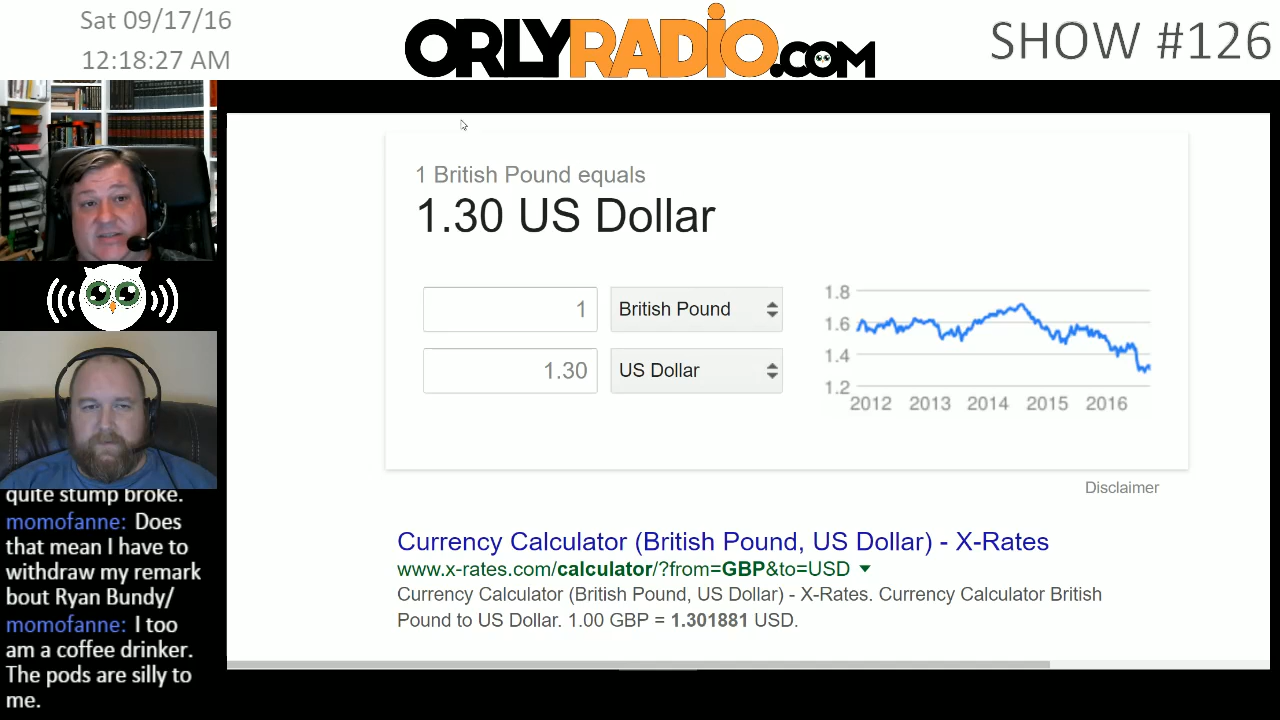 Sat 09/17/16
12:18:27 AM
ORLYRADiO.COM
SHOW #126
1 British Pound equals
1.30 US Dollar
1 British Pound
1.30 US Dollar
1.8
1.6
1.4
1.2
2012 2013 2014 2015 2016
Disclaimer
Currency Calculator (British Pound, US Dollar) - X-Rates
www.x-rates.com/calculator/?from=GBP&to=USD
Currency Calculator (British Pound, US Dollar) - X-Rates. Currency Calculator British
Pound to US Dollar. 1.00 GBP = 1.301881 USD.
quite stump broke.
momofanne: Does
that mean I have to
withdraw my remark
bout Ryan Bundy/
momofanne: I too
am a coffee drinker.
The pods are silly to
me.